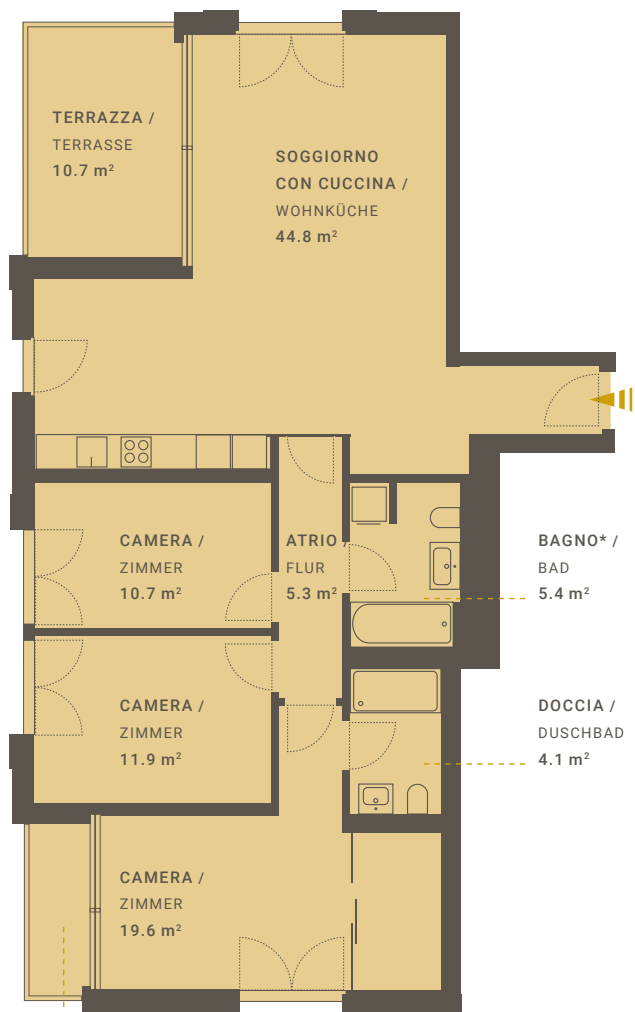 TERRAZZA /
TERRASSE
10.7 m²
SOGGIORNO
CON CUCCINA /
WOHNKÜCHE
44.8 m²
CAMERA /
ZIMMER
10.7 m²
ATRIO /
FLUR
5.3 m²
BAGNO* /
BAD
5.4 m²
CAMERA /
ZIMMER
11.9 m²
DOCCIA /
DUSCHBAD
4.1 m²
CAMERA /
ZIMMER
19.6 m²